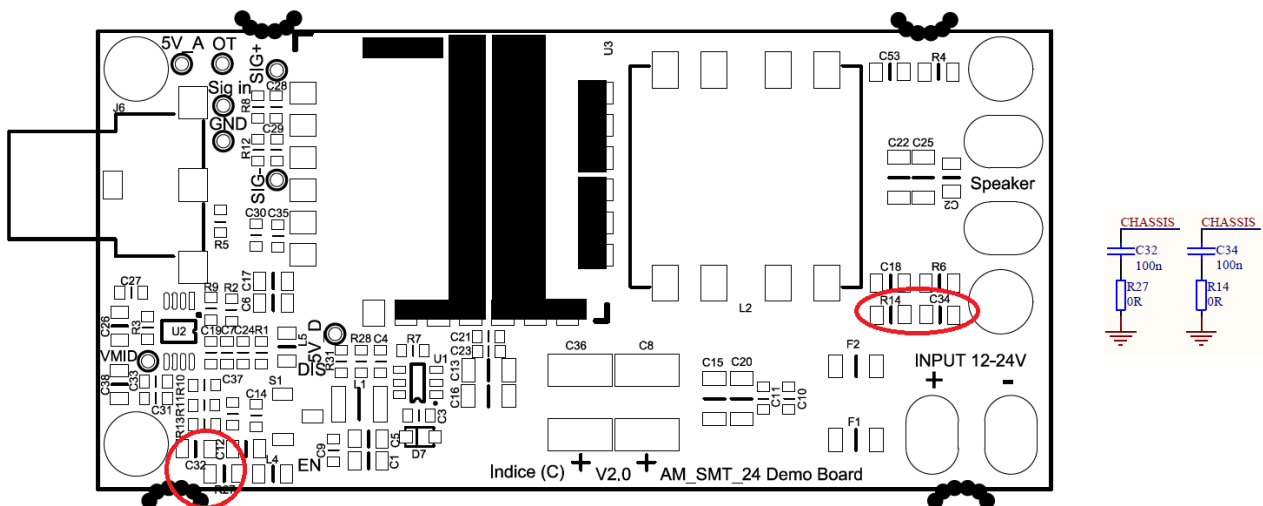 5V_A OT
SIG+
Sig in
GND
SIG-
J6
C28
R8
C29
R12
C30 C35
R5
C27
C17
C6
R9 R2
C26
R3
U2
C19 C7 C24 R1
L5
5V_D
DIS
R31
R28 C4
R7
U1
VMID
C38
C33
C31
R10
R11
R13
C37
C14
S1
L1
C3
C5
D7
C9
C1
C32
C12
R27
L4
EN
C21
C23
C13
C16
C36 C8
C15 C20
C11
C10
F2
F1
U3
L2
C53 R4
C22 C25
C2
Speaker
C18 R6
R14 C34
INPUT 12-24V
+ -
Indice (C) + V2.0 + AM_SMT_24 Demo Board
CHASSIS
C32
100n
R27
0R
CHASSIS
C34
100n
R14
0R